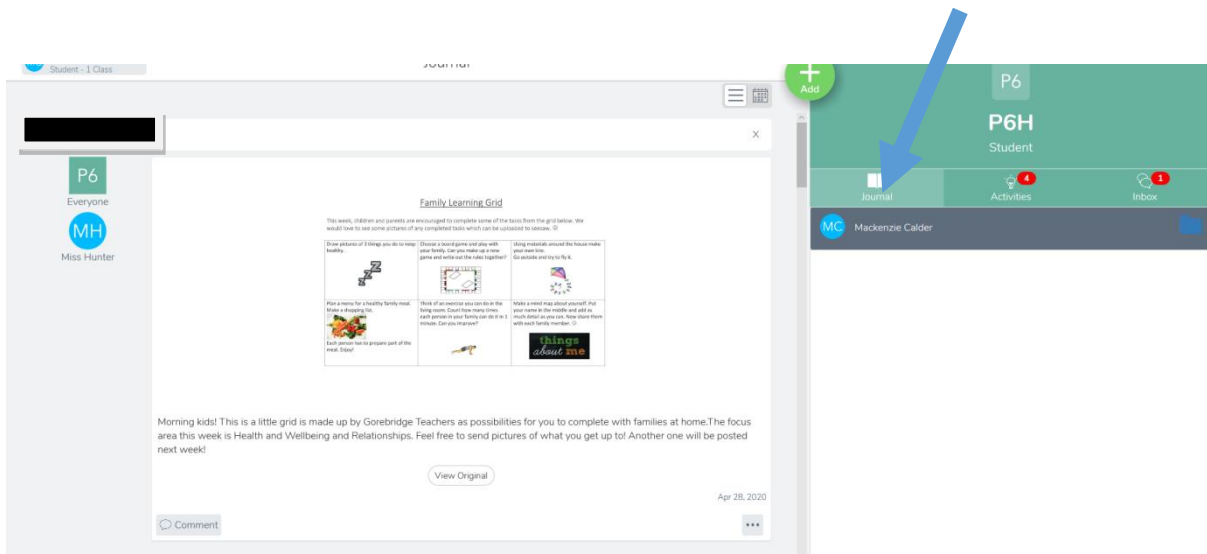 Student - 1 Class
Journal
Add
P6
P6H
Student
Journal
4
Activities
1
Inbox
MC
Mackenzie Calder
X
P6
Everyone
MH
Miss Hunter
Family Learning Grid
This week, children and parents are encouraged to complete some of the tasks from the grid below. We
would love to see some pictures of any completed tasks which can be uploaded to seesaw. ☺
Draw pictures of 3 things you do to keep
healthy.
Choose a board game and play with
your family. Can you make up a new
game and write out the rules together?
Using materials around the house make
your own kite.
Go outside and try to fly it.
Plan a menu for a healthy family meal.
Make a shopping list.
Each person has to prepare part of the
meal. Enjoy!
Think of an exercise you can do in the
living room. Count how many times
each person in your family can do it in 1
minute. Can you improve?
Make a mind map about yourself. Put
your name in the middle and add as
much detail as you can. Now share them
with each family member. ☺
things
about me
Morning kids! This is a little grid is made up by Gorebridge Teachers as possibilities for you to complete with families at home.The focus
area this week is Health and Wellbeing and Relationships. Feel free to send pictures of what you get up to! Another one will be posted
next week!
View Original
Apr 28, 2020
Comment